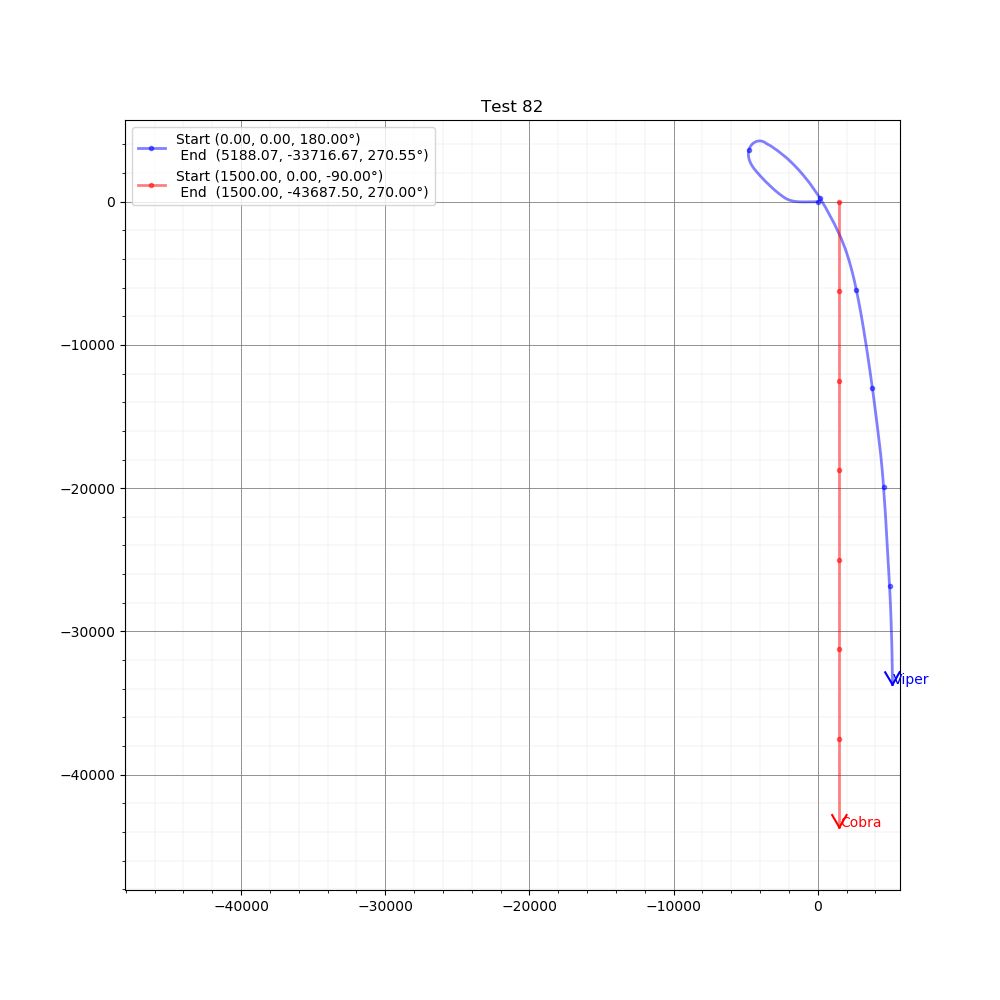 Test 82
Start (0.00, 0.00, 180.00°)
End (5188.07, -33716.67, 270.55°)
Start (1500.00, 0.00, -90.00°)
End (1500.00, -43687.50, 270.00°)
0
−10000
−20000
−30000
−40000
Viper
Cobra
−40000 −30000 −20000 −10000 0